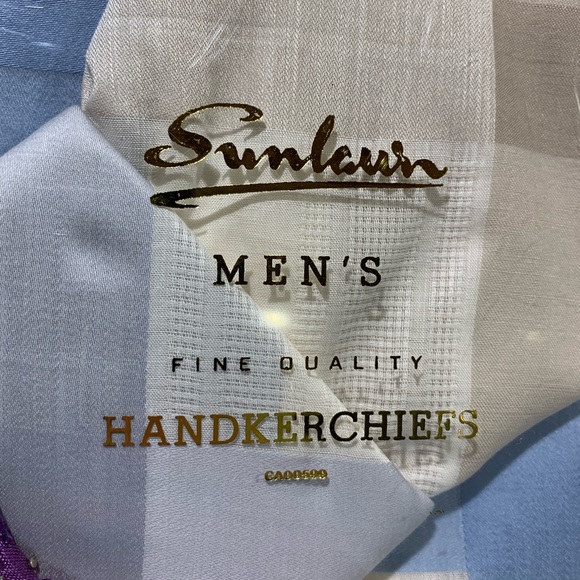 Sunlawn
MEN'S
FINE QUALITY
HANDKERCHIEFS